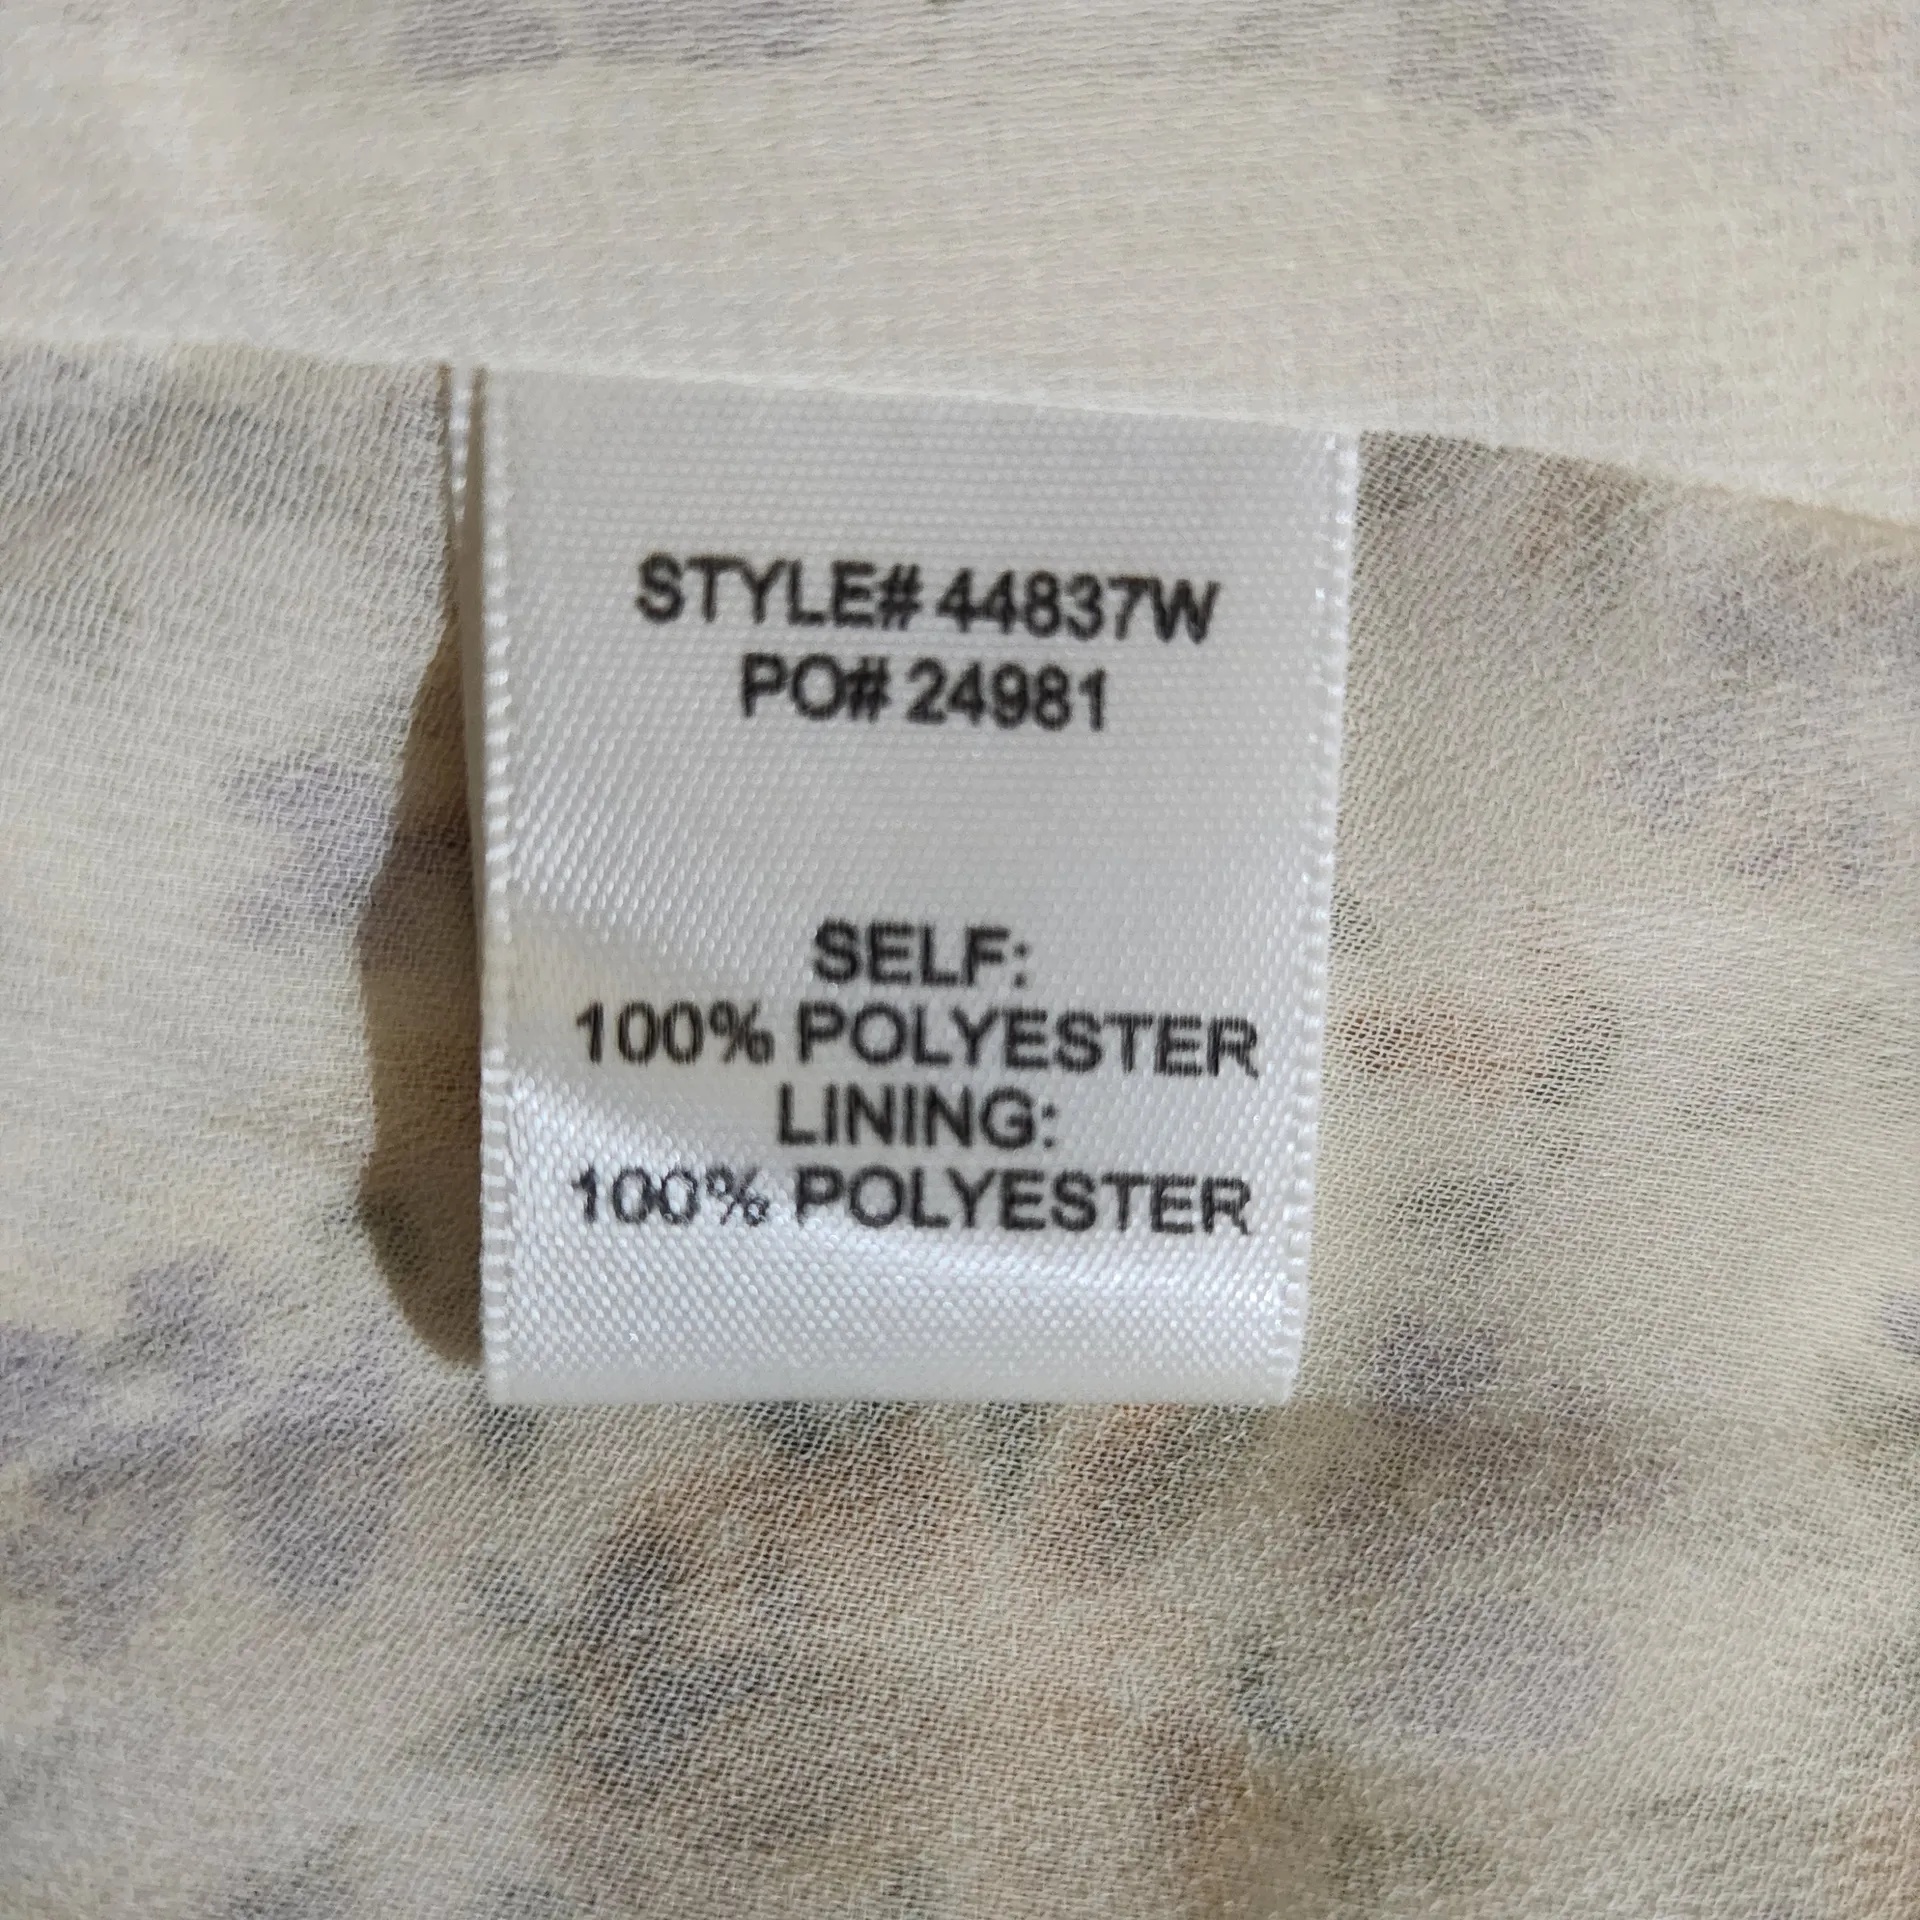 STYLE# 44837W
PO# 24981
SELF:
100% POLYESTER
LINING:
100% POLYESTER